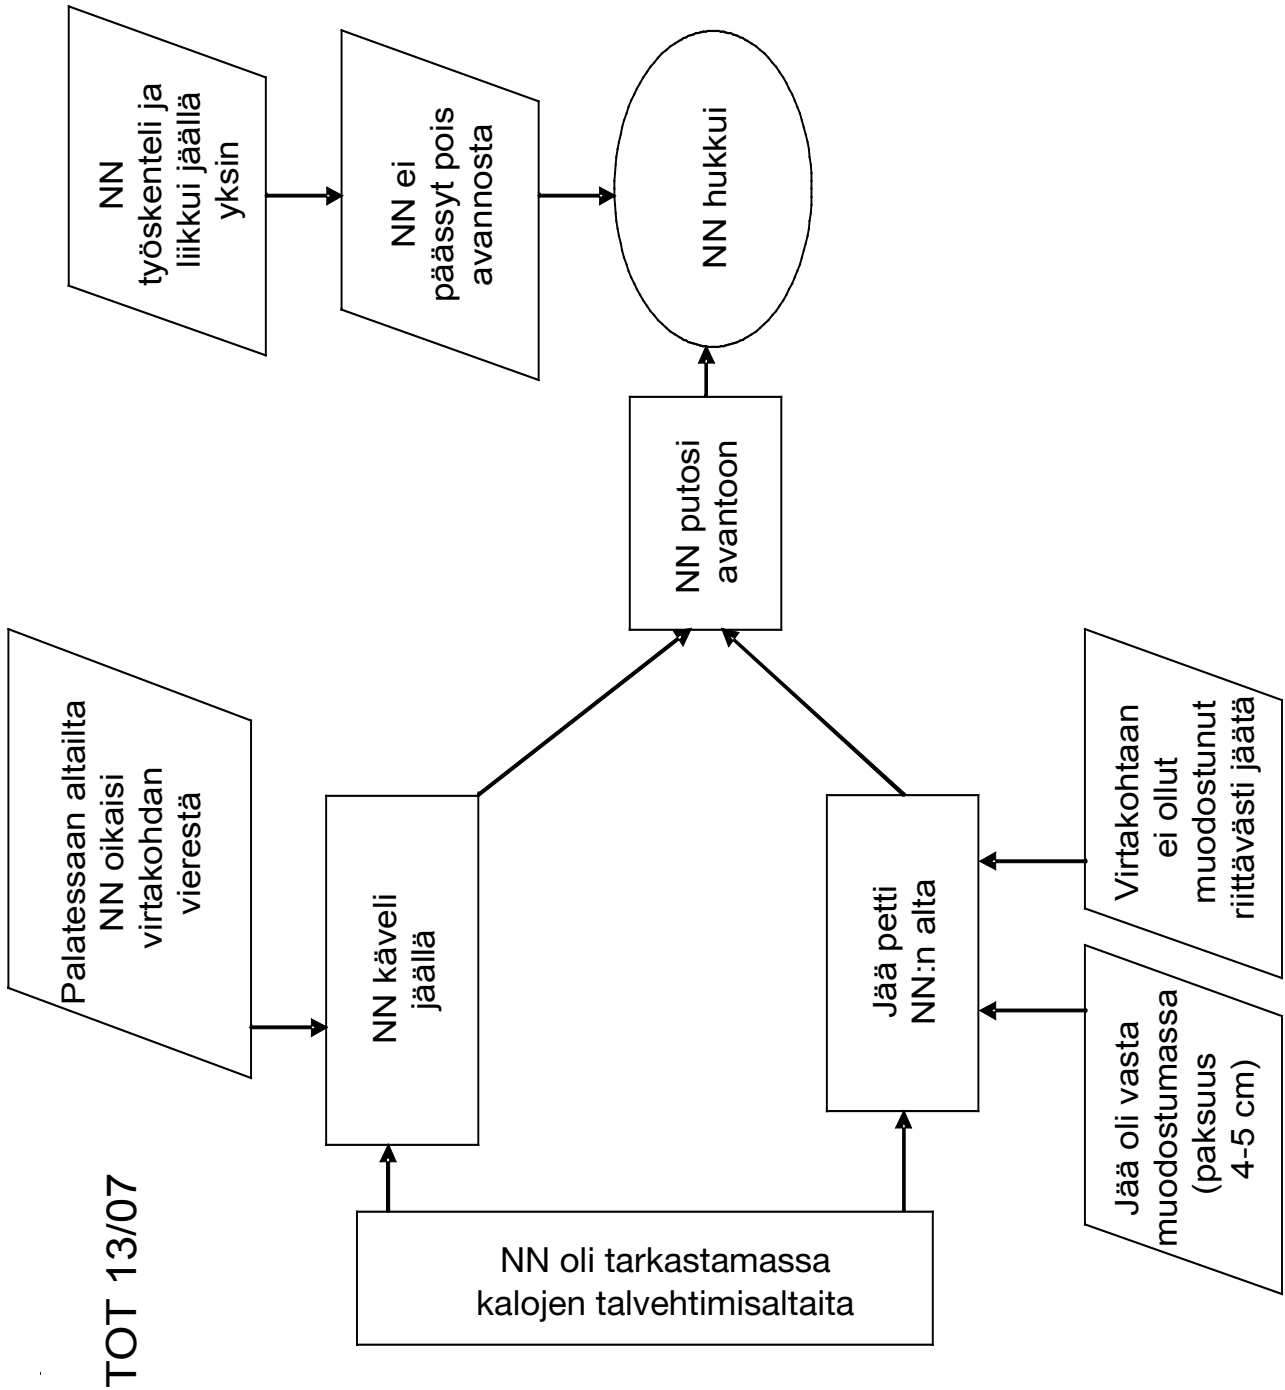 TOT 13/07
NN oli tarkastamassa
kalojen talvehtimisaltaita
Palatessaan altailta
NN oikaisi
virtakohdan
vierestä
NN käveli
jäällä
Jää petti
NN:n alta
Jää oli vasta
muodostumassa
(paksuus
4-5 cm)
Virtakohtaan
ei ollut
muodostunut
riittävästi jäätä
NN putosi
avantoon
NN
työskenteli ja
liikkui jäällä
yksin
NN ei
päässyt pois
avannosta
NN hukkui